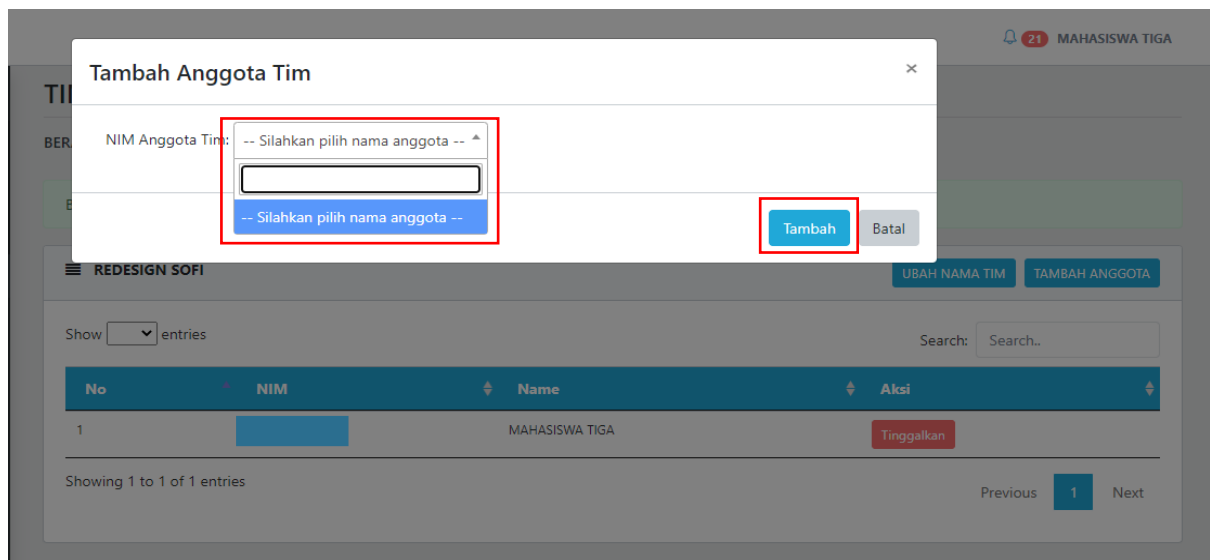 21 MAHASISWA TIGA
Tambah Anggota Tim ×
TI
BER
NIM Anggota Tim: -- Silahkan pilih nama anggota --
-- Silahkan pilih nama anggota --
Tambah Batal
REDESIGN SOFI UBAH NAMA TIM TAMBAH ANGGOTA
Show entries Search: Search..
No NIM Name Aksi
1 MAHASISWA TIGA Tinggalkan
Showing 1 to 1 of 1 entries Previous 1 Next